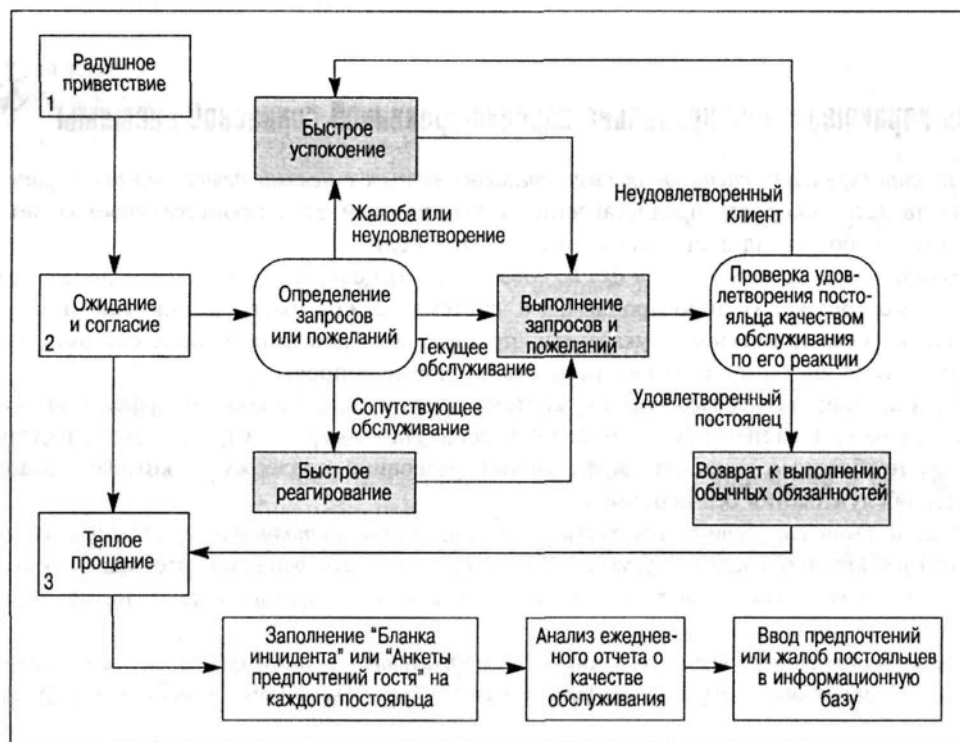 Радушное
приветствие
1
Быстрое
успокоение
Неудовлетворенный
клиент
Жалоба или
неудовлетворение
Ожидание
и согласие
2
Определение
запросов
или пожеланий
Выполнение
запросов и
пожеланий
Проверка удов-
летворения посто-
яльца качеством
обслуживания
по его реакции
Текущее
обслуживание
Сопутствующее
обслуживание
Удовлетворенный
постоялец
Быстрое
реагирование
Возврат к выполнению
обычных обязанностей
Теплое
прощание
3
Заполнение "Бланка
инцидента" или "Анкеты
предпочтений гостя" на
каждого постояльца
Анализ ежеднев-
ного отчета о
качестве
обслуживания
Ввод предпочтений
или жалоб постояльцев
в информационную
базу